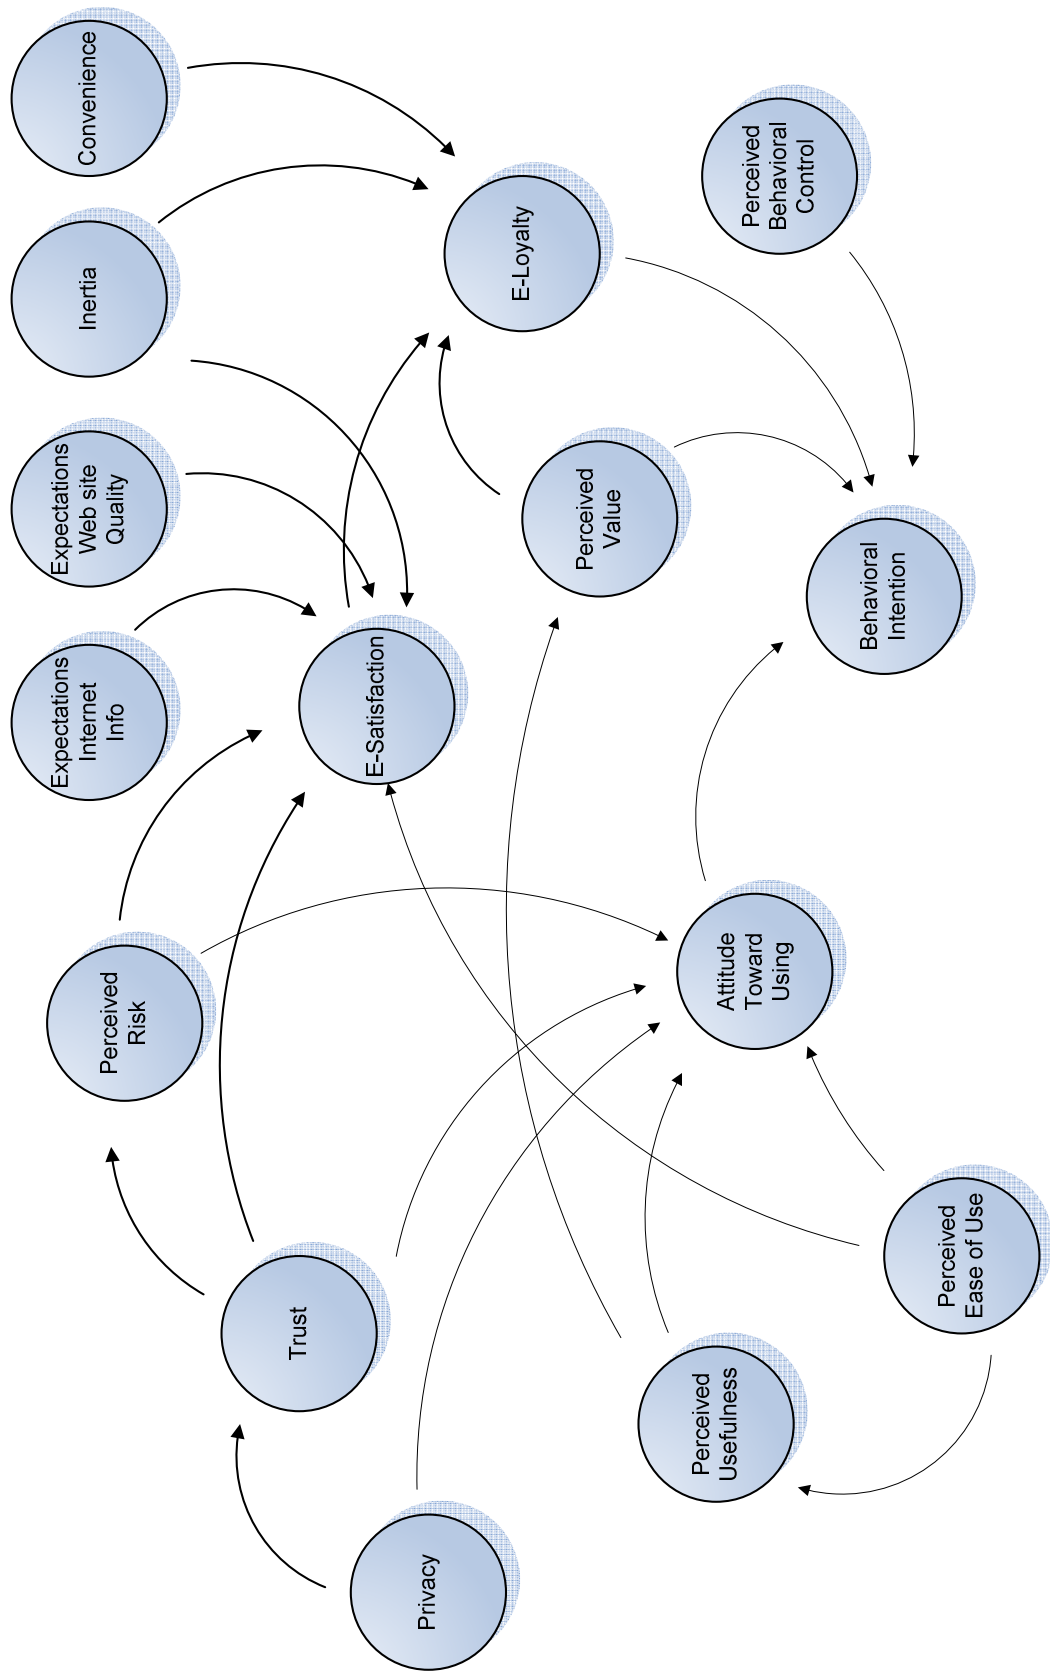 Convenience
Inertia
Expectations
Web site
Quality
Expectations
Internet
Info
Perceived
Risk
Trust
Privacy
E-Satisfaction
E-Loyalty
Perceived
Behavioral
Control
Perceived
Value
Behavioral
Intention
Attitude
Toward
Using
Perceived
Usefulness
Perceived
Ease of Use